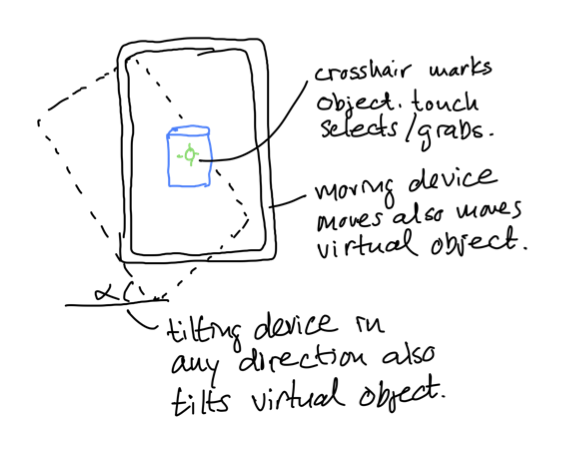 crosshair marks
object. touch
selects/grabs.
moving device
moves also moves
virtual object.
α
tilting device in
any direction also
tilts virtual object.